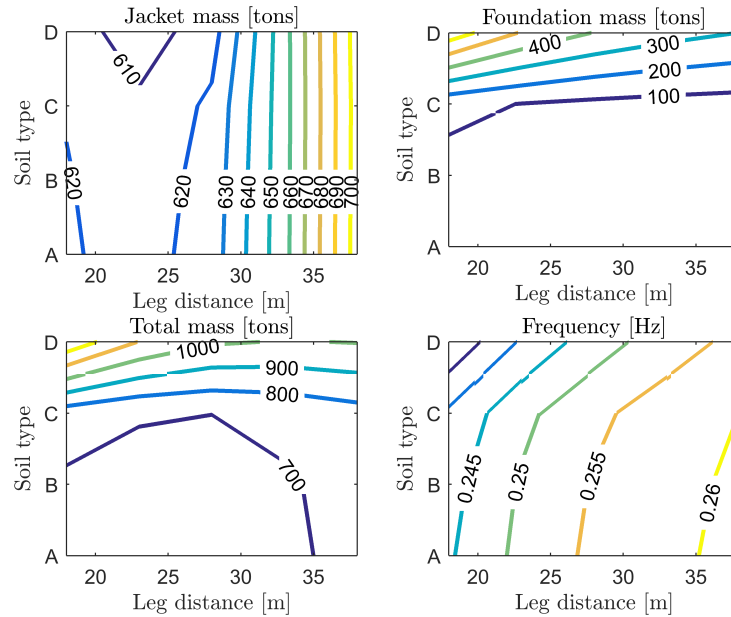 Jacket mass [tons]
Foundation mass [tons]
D
C
B
A
Soil type
610
620
620
630
640
650
660
670
680
690
700
20
25
30
35
Leg distance [m]
D
C
B
A
Soil type
400
300
200
100
20
25
30
35
Leg distance [m]
Total mass [tons]
Frequency [Hz]
D
C
B
A
Soil type
1000
900
800
700
20
25
30
35
Leg distance [m]
D
C
B
A
Soil type
0.245
0.25
0.255
0.26
20
25
30
35
Leg distance [m]